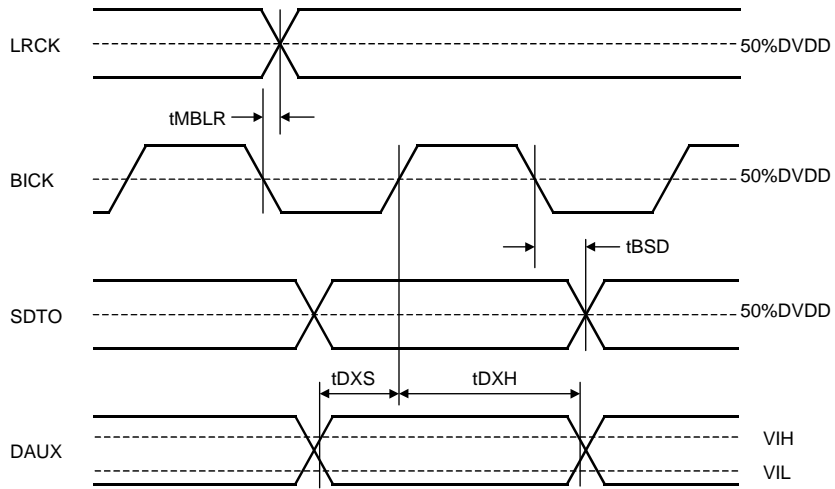 LRCK
50%DVDD
tMBLR
BICK
50%DVDD
tBSD
SDTO
50%DVDD
tDXS
tDXH
DAUX
VIH
VIL